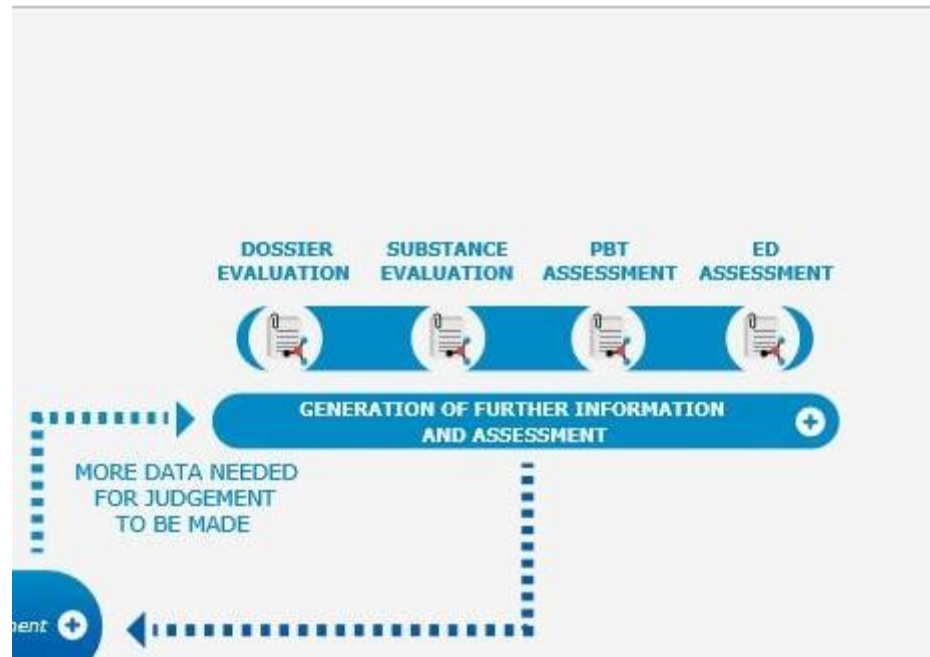 DOSSIER
EVALUATION
SUBSTANCE
EVALUATION
PBT
ASSESSMENT
ED
ASSESSMENT
GENERATION OF FURTHER INFORMATION
AND ASSESSMENT
MORE DATA NEEDED
FOR JUDGEMENT
TO BE MADE